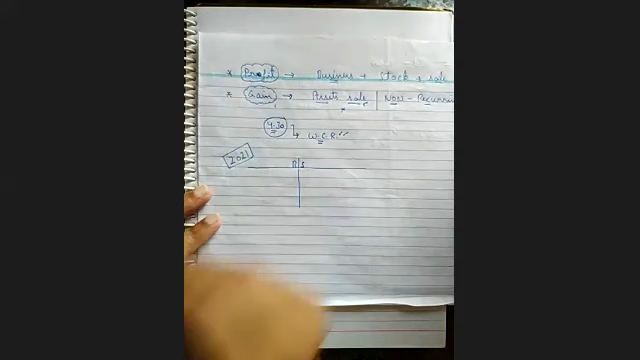 * Profit → Business + Stock + sale
* Gain → Assets sale | NON - Recurrin
4.30 → W.C.R.
2021 B/S